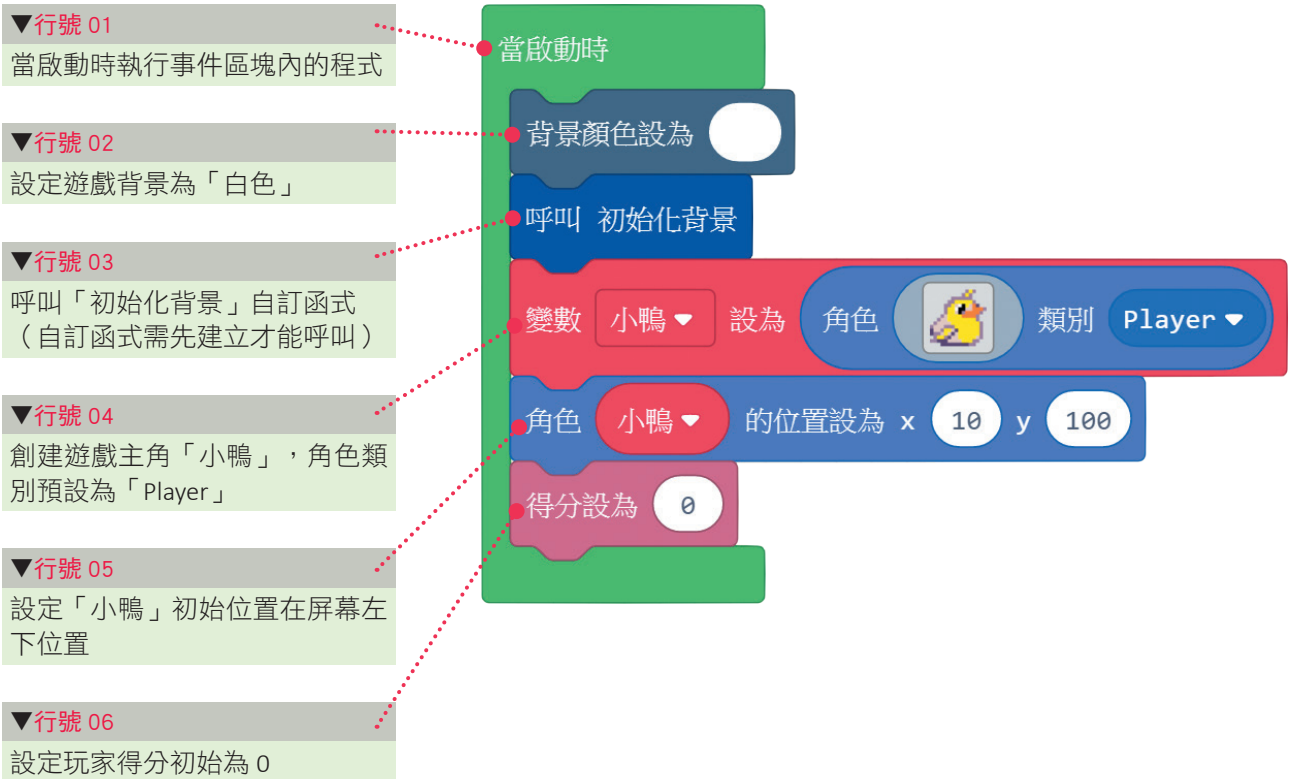 ▼行號 01
當啟動時執行事件區塊內的程式
▼行號 02
設定遊戲背景為「白色」
▼行號 03
呼叫「初始化背景」自訂函式
（自訂函式需先建立才能呼叫）
▼行號 04
創建遊戲主角「小鴨」，角色類
別預設為「Player」
▼行號 05
設定「小鴨」初始位置在屏幕左
下位置
▼行號 06
設定玩家得分初始為 0
當啟動時
背景顏色設為
呼叫 初始化背景
變數 小鴨 設為 角色 類別 Player
角色 小鴨 的位置設為 x 10 y 100
得分設為 0